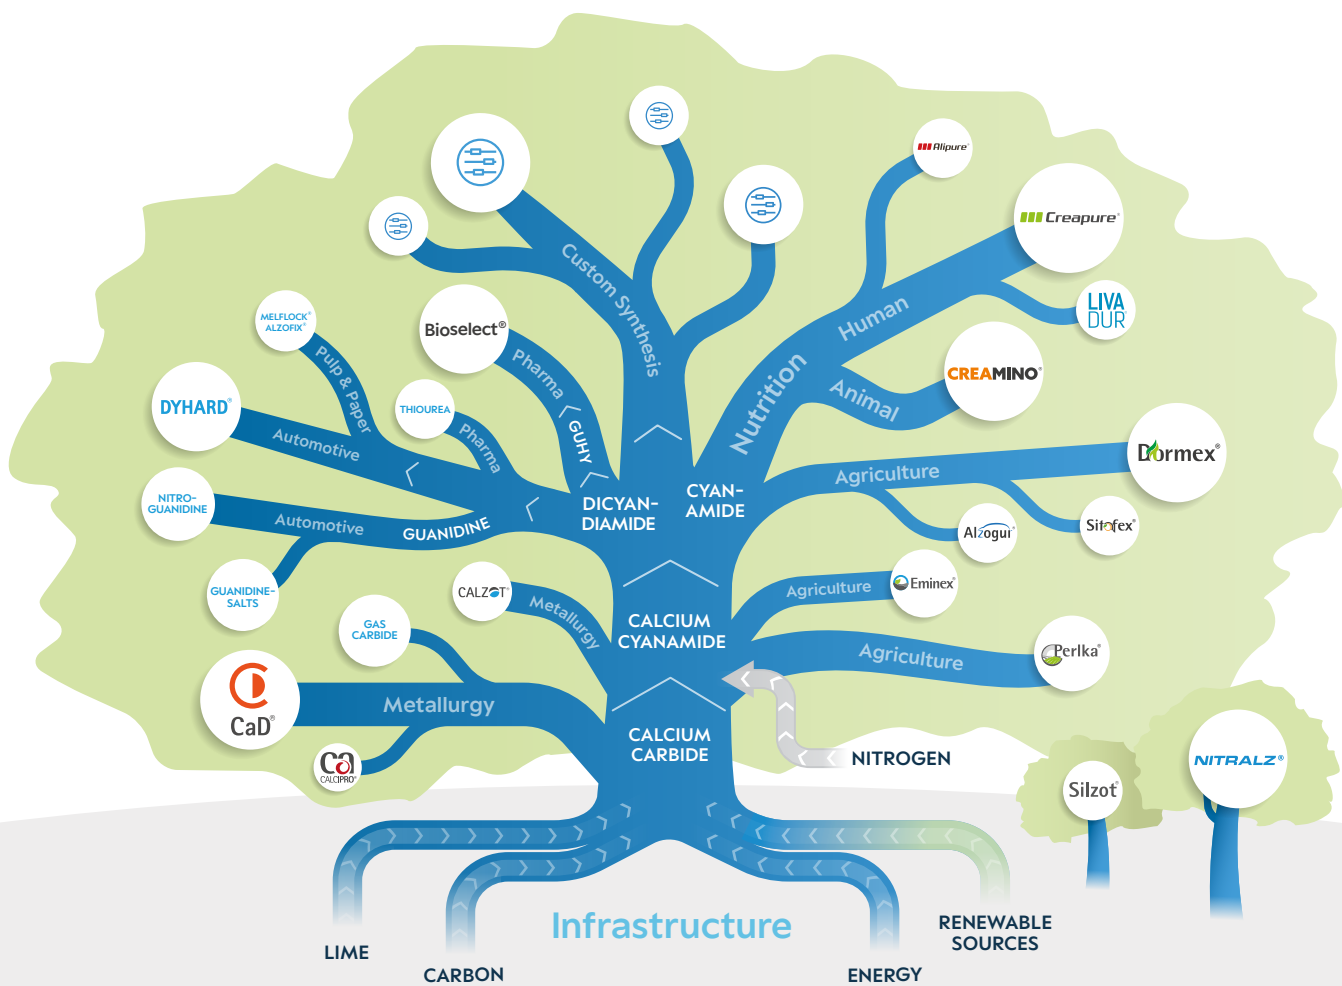 Alipure®
Creapure®
LIVA
DUR®
CREAMINO®
Custom Synthesis
Human
Animal
Nutrition
MELFLOCK®
ALZOFIX®
Pulp & Paper
Bioselect®
Pharma
GUHY
DYHARD®
Automotive
THIOUREA
Pharma
NITRO-
GUANIDINE
Automotive
GUANIDINE
GUANIDINE-
SALTS
DICYAN-
DIAMIDE
CYAN-
AMIDE
Agriculture
Dormex®
Alzogur®
Sitofex®
CALZOT®
Metallurgy
CALCIUM
CYANAMIDE
Agriculture
Eminex®
Agriculture
Perlka®
GAS
CARBIDE
CaD®
Metallurgy
CALCIPRO®
CALCIUM
CARBIDE
NITROGEN
Silzot®
NITRALZ®
Infrastructure
LIME
CARBON
ENERGY
RENEWABLE
SOURCES